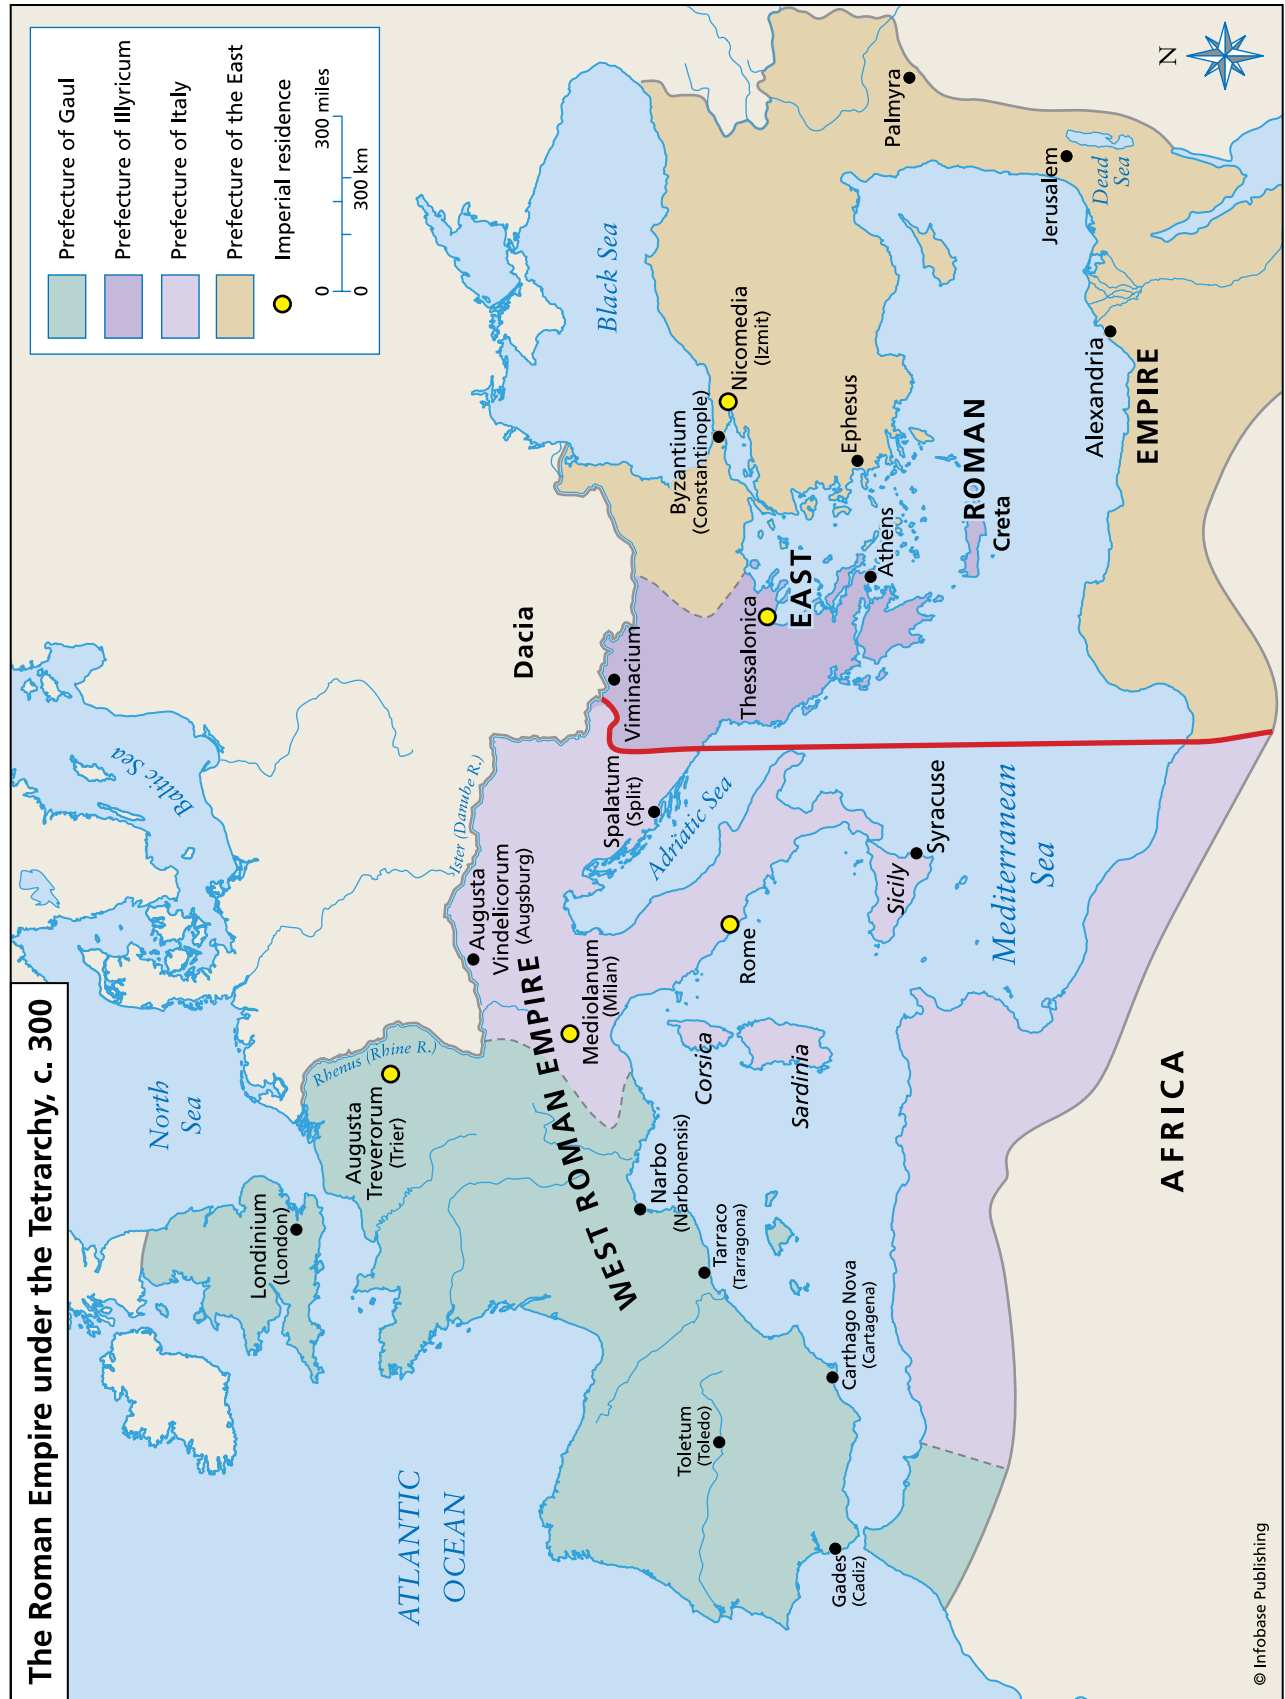 The Roman Empire under the Tetrarchy, c. 300
Prefecture of Gaul
Prefecture of Illyricum
Prefecture of Italy
Prefecture of the East
Imperial residence
0 300 miles
0 300 km
N
North
Sea
Baltic Sea
ATLANTIC
OCEAN
Londinium
(London)
Rhenus (Rhine R.)
Augusta
Treverorum
(Trier)
Ister (Danube R.)
Augusta
Vindelicorum
(Augsburg)
Dacia
Black Sea
WEST ROMAN EMPIRE
Mediolanum
(Milan)
Spalatum
(Split)
Viminacium
Adriatic Sea
Narbo
(Narbonensis)
Tarraco
(Tarragona)
Toletum
(Toledo)
Carthago Nova
(Cartagena)
Gades
(Cadiz)
Corsica
Sardinia
Rome
Sicily
Syracuse
Thessalonica
Byzantium
(Constantinople)
Nicomedia
(Izmit)
Ephesus
Athens
EAST
ROMAN
EMPIRE
Creta
Palmyra
Jerusalem
Dead
Sea
Alexandria
Mediterranean
Sea
AFRICA
© Infobase Publishing